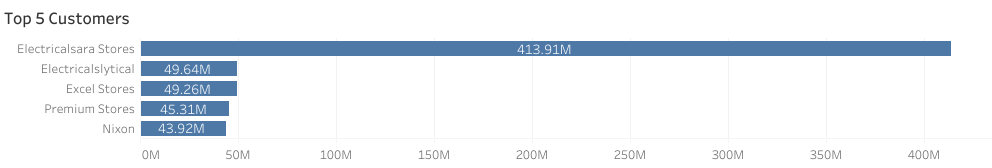 Top 5 Customers
Electricalsara Stores 413.91M
Electricalslytical 49.64M
Excel Stores 49.26M
Premium Stores 45.31M
Nixon 43.92M
0M 50M 100M 150M 200M 250M 300M 350M 400M